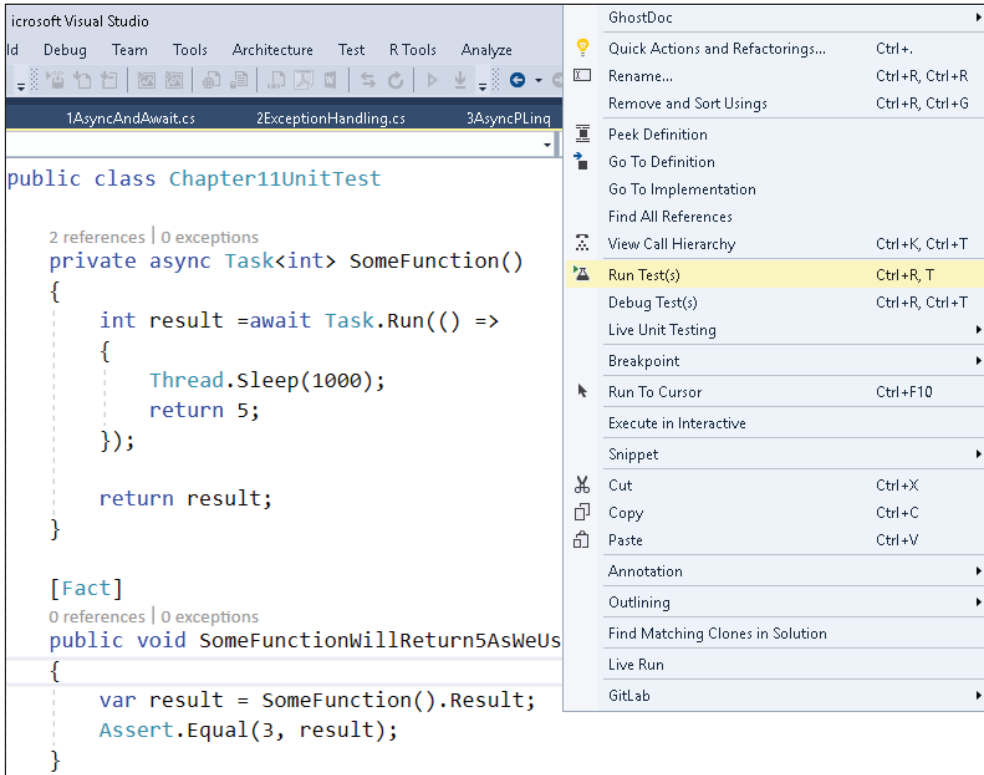 icrosoft Visual Studio
ld Debug Team Tools Architecture Test R Tools Analyze
1AsyncAndAwait.cs 2ExceptionHandling.cs 3AsyncPLinq
public class Chapter11UnitTest
2 references | 0 exceptions
private async Task<int> SomeFunction()
{
int result =await Task.Run(() =>
{
Thread.Sleep(1000);
return 5;
});
return result;
}
[Fact]
0 references | 0 exceptions
public void SomeFunctionWillReturn5AsWeUs
{
var result = SomeFunction().Result;
Assert.Equal(3, result);
}
GhostDoc
Quick Actions and Refactorings... Ctrl+.
Rename... Ctrl+R, Ctrl+R
Remove and Sort Usings Ctrl+R, Ctrl+G
Peek Definition
Go To Definition
Go To Implementation
Find All References
View Call Hierarchy Ctrl+K, Ctrl+T
Run Test(s) Ctrl+R, T
Debug Test(s) Ctrl+R, Ctrl+T
Live Unit Testing
Breakpoint
Run To Cursor Ctrl+F10
Execute in Interactive
Snippet
Cut Ctrl+X
Copy Ctrl+C
Paste Ctrl+V
Annotation
Outlining
Find Matching Clones in Solution
Live Run
GitLab